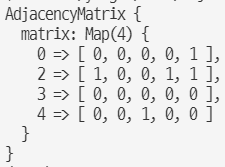 AdjacencyMatrix {
  matrix: Map(4) {
    0 => [ 0, 0, 0, 0, 1 ],
    2 => [ 1, 0, 0, 1, 1 ],
    3 => [ 0, 0, 0, 0, 0 ],
    4 => [ 0, 0, 1, 0, 0 ]
  }
}